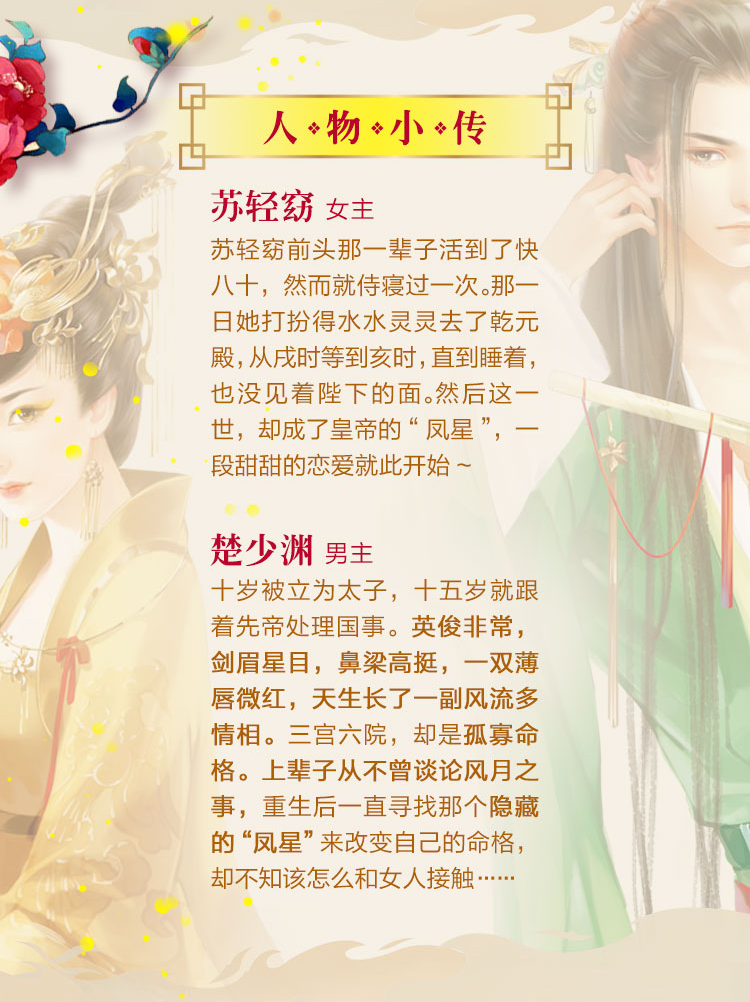 人·物·小·传
苏轻窈 女主
苏轻窈前头那一辈子活到了快
八十，然而就侍寝过一次。那一
日她打扮得水水灵灵去了乾元
殿，从戌时等到亥时，直到睡着，
也没见着陛下的面。然后这一
世，却成了皇帝的“凤星”，一
段甜甜的恋爱就此开始~
楚少渊 男主
十岁被立为太子，十五岁就跟
着先帝处理国事。英俊非常，
剑眉星目，鼻梁高挺，一双薄
唇微红，天生长了一副风流多
情相。三宫六院，却是孤寡命
格。上辈子从不曾谈论风月之
事，重生后一直寻找那个隐藏
的“凤星”来改变自己的命格，
却不知该怎么和女人接触……